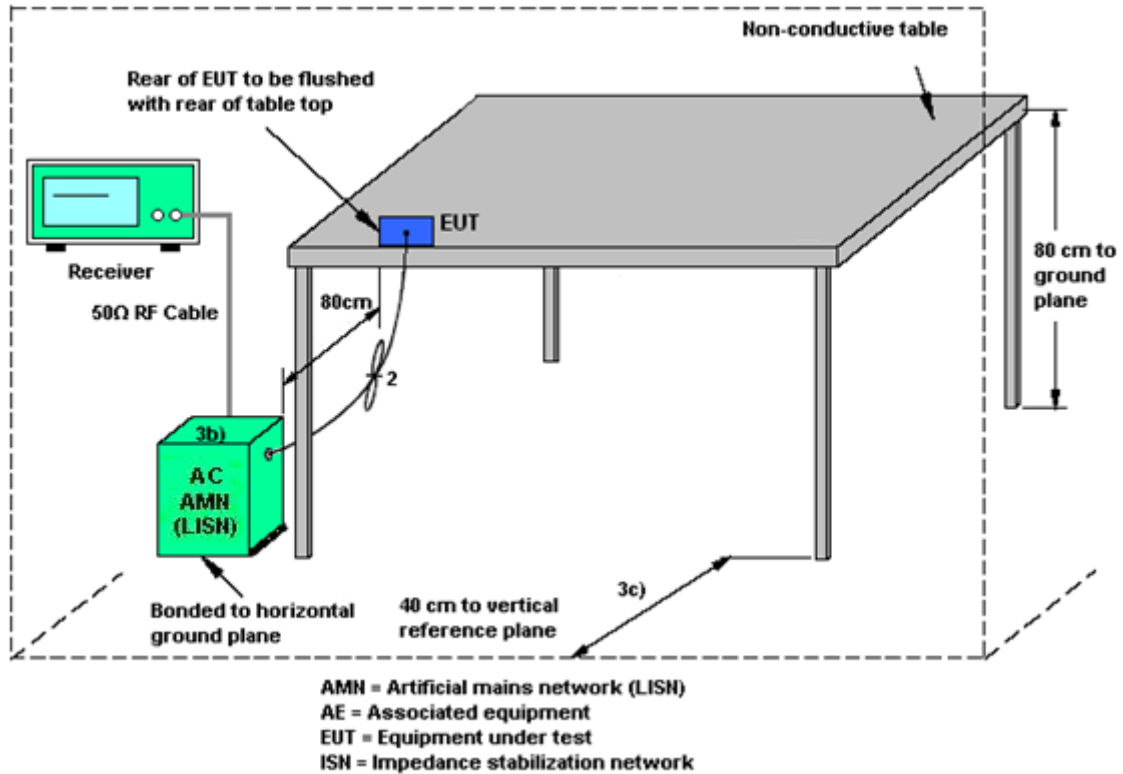 Non-conductive table
Rear of EUT to be flushed
with rear of table top
EUT
Receiver
80 cm to
ground
plane
80cm
50Ω RF Cable
2
3b)
AC
AMN
(LISN)
3c)
Bonded to horizontal
ground plane
40 cm to vertical
reference plane
AMN = Artificial mains network (LISN)
AE = Associated equipment
EUT = Equipment under test
ISN = Impedance stabilization network